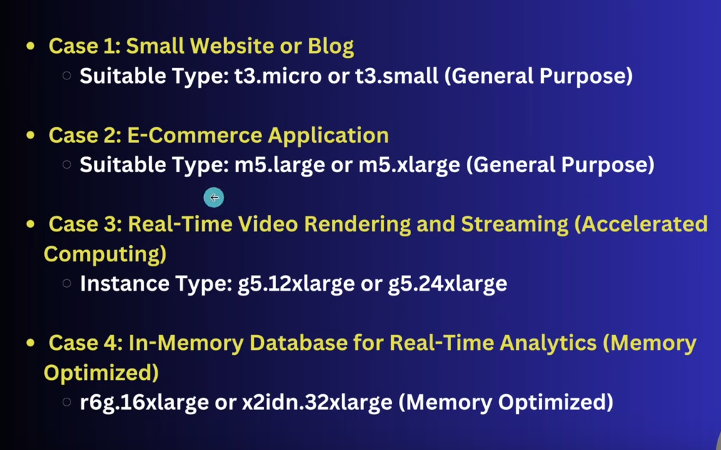 Case 1: Small Website or Blog
Suitable Type: t3.micro or t3.small (General Purpose)
Case 2: E-Commerce Application
Suitable Type: m5.large or m5.xlarge (General Purpose)
Case 3: Real-Time Video Rendering and Streaming (Accelerated
Computing)
Instance Type: g5.12xlarge or g5.24xlarge
Case 4: In-Memory Database for Real-Time Analytics (Memory
Optimized)
r6g.16xlarge or x2idn.32xlarge (Memory Optimized)